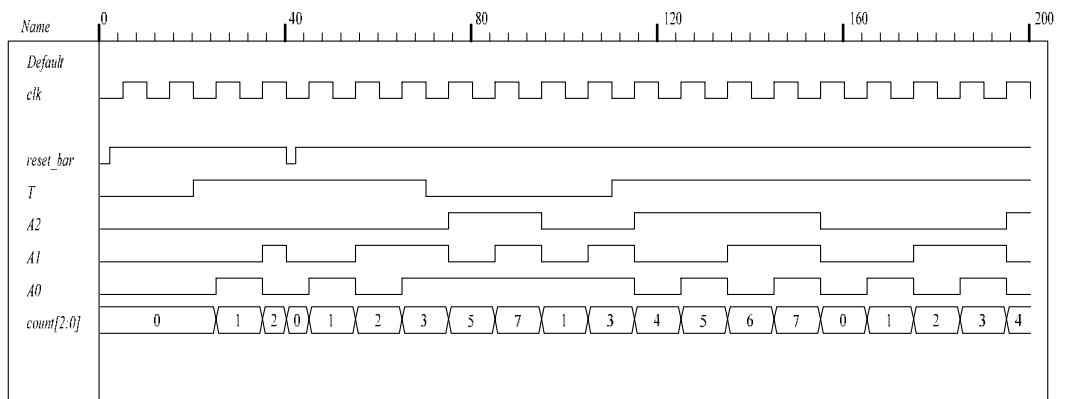 Name 0 40 80 120 160 200
Default
clk
reset_bar
T
A2
A1
A0
count[2:0] 0 1 2 0 1 2 3 5 7 1 3 4 5 6 7 0 1 2 3 4